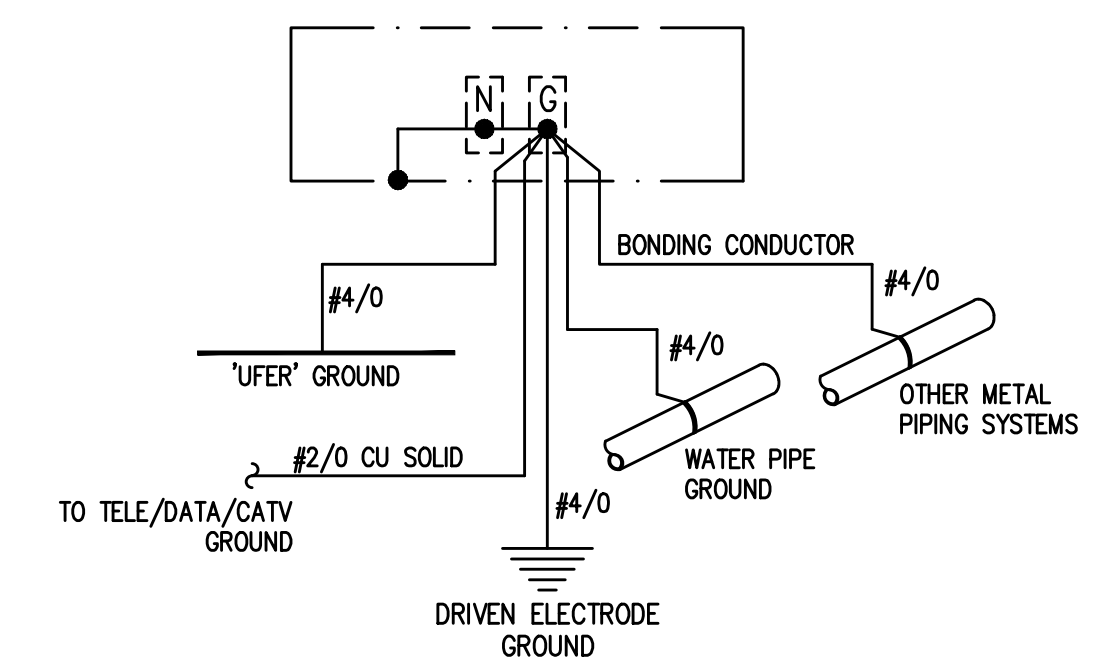 N G
BONDING CONDUCTOR
#4/0
#4/0
'UFER' GROUND
#4/0
OTHER METAL
PIPING SYSTEMS
#2/0 CU SOLID
WATER PIPE
GROUND
TO TELE/DATA/CATV
GROUND
#4/0
DRIVEN ELECTRODE
GROUND